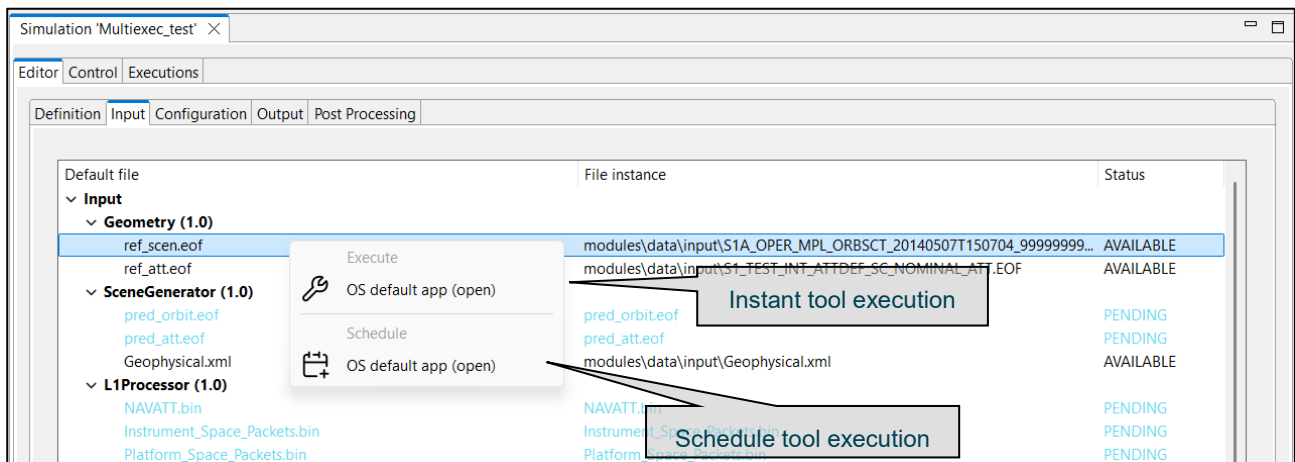 Simulation 'Multiexec_test'
Editor Control Executions
Definition Input Configuration Output Post Processing
Default file File instance Status
Input
Geometry (1.0)
ref_scen.eof modules\data\input\S1A_OPER_MPL_ORBSCT_20140507T150704_99999999... AVAILABLE
Execute
ref_att.eof modules\data\input\S1_TEST_INT_ATTDEF_SC_NOMINAL_ATT.EOF AVAILABLE
SceneGenerator (1.0) OS default app (open) Instant tool execution
pred_orbit.eof pred_orbit.eof PENDING
Schedule
pred_att.eof pred_att.eof PENDING
Geophysical.xml OS default app (open) modules\data\input\Geophysical.xml AVAILABLE
L1Processor (1.0)
NAVATT.bin PENDING
Instrument_Space_Packets.bin PENDING
Schedule tool execution
Platform_Space_Packets.bin Platform_Space_Packets.bin PENDING